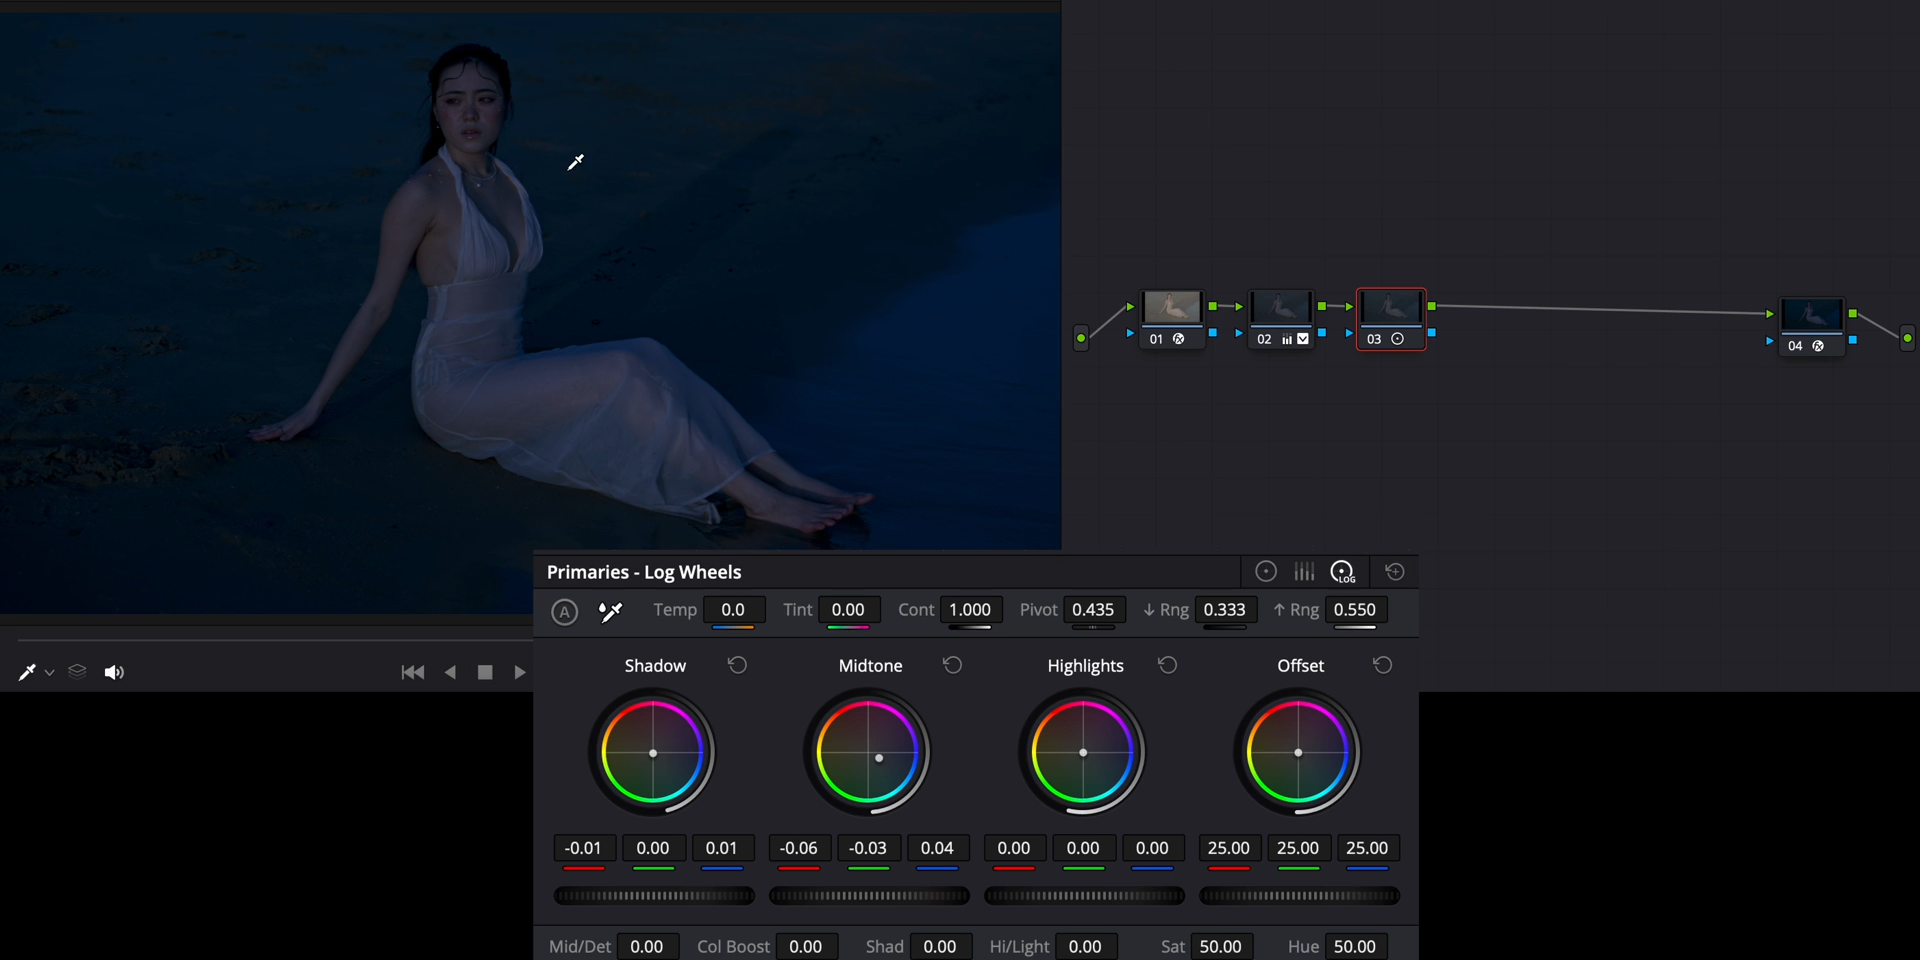 01
02
03
04
Primaries - Log Wheels
LOG
A
Temp 0.0 Tint 0.00 Cont 1.000 Pivot 0.435 ↓ Rng 0.333 ↑ Rng 0.550
Shadow Midtone Highlights Offset
-0.01 0.00 0.01 -0.06 -0.03 0.04 0.00 0.00 0.00 25.00 25.00 25.00
Mid/Det 0.00 Col Boost 0.00 Shad 0.00 Hi/Light 0.00 Sat 50.00 Hue 50.00